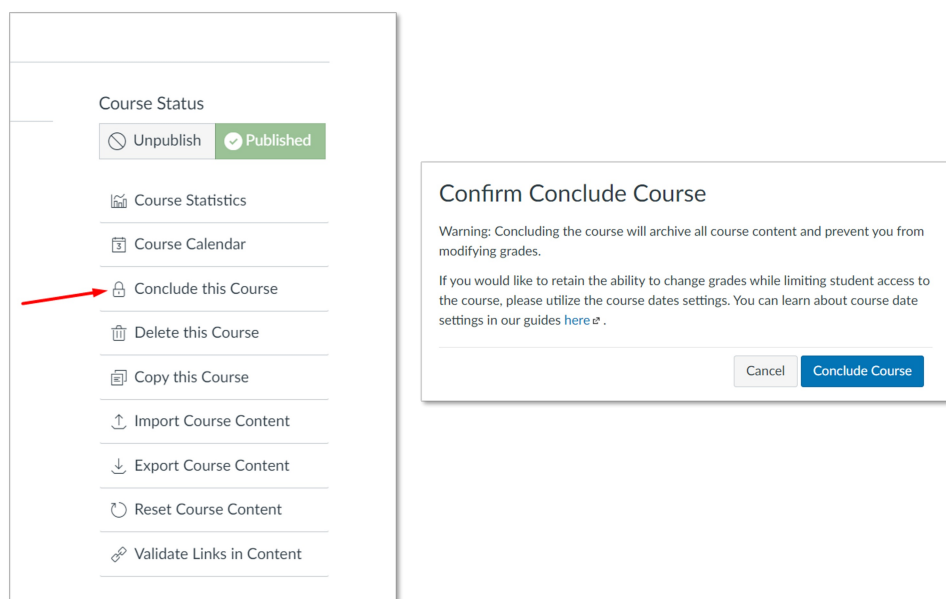 Course Status
Unpublish Published
Course Statistics
3 Course Calendar
Conclude this Course
Delete this Course
Copy this Course
Import Course Content
Export Course Content
Reset Course Content
Validate Links in Content
Confirm Conclude Course
Warning: Concluding the course will archive all course content and prevent you from
modifying grades.
If you would like to retain the ability to change grades while limiting student access to
the course, please utilize the course dates settings. You can learn about course date
settings in our guides here .
Cancel Conclude Course